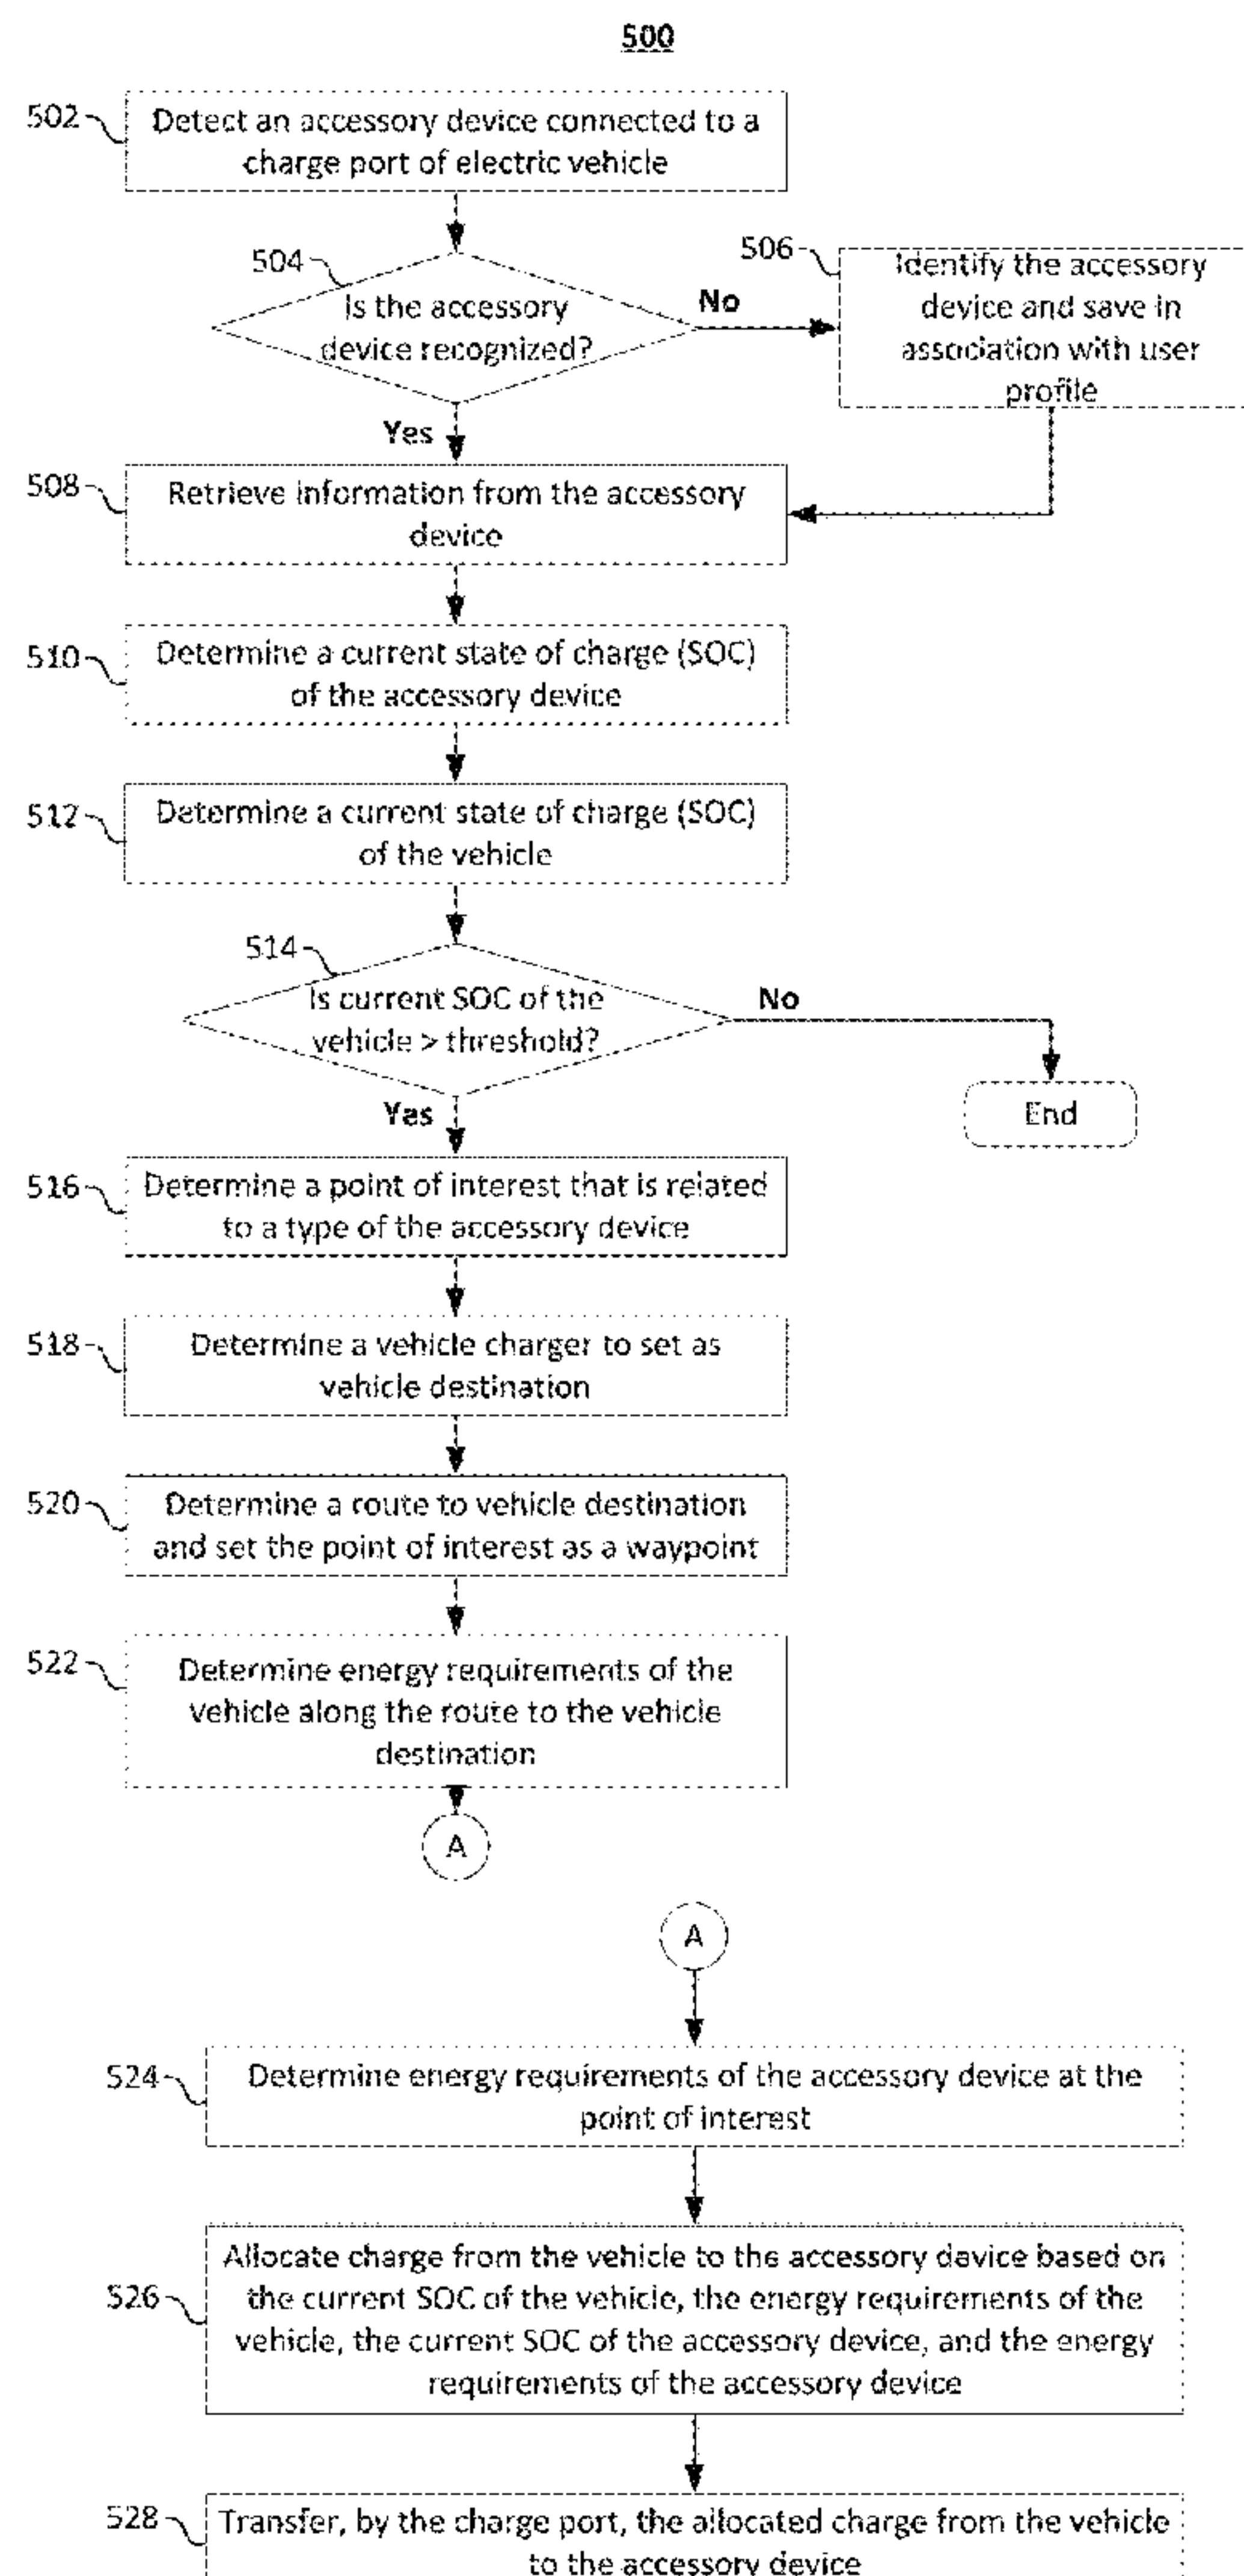 500
502
Detect an accessory device connected to a
charge port of electric vehicle
504
Is the accessory
device recognized?
No
506
Identify the accessory
device and save in
association with user
profile
Yes
508
Retrieve information from the accessory
device
510
Determine a current state of charge (SOC)
of the accessory device
512
Determine a current state of charge (SOC)
of the vehicle
514
Is current SOC of the
vehicle > threshold?
No
End
Yes
516
Determine a point of interest that is related
to a type of the accessory device
518
Determine a vehicle charger to set as
vehicle destination
520
Determine a route to vehicle destination
and set the point of interest as a waypoint
522
Determine energy requirements of the
vehicle along the route to the vehicle
destination
A
A
524
Determine energy requirements of the accessory device at the
point of interest
526
Allocate charge from the vehicle to the accessory device based on
the current SOC of the vehicle, the energy requirements of the
vehicle, the current SOC of the accessory device, and the energy
requirements of the accessory device
528
Transfer, by the charge port, the allocated charge from the vehicle
to the accessory device